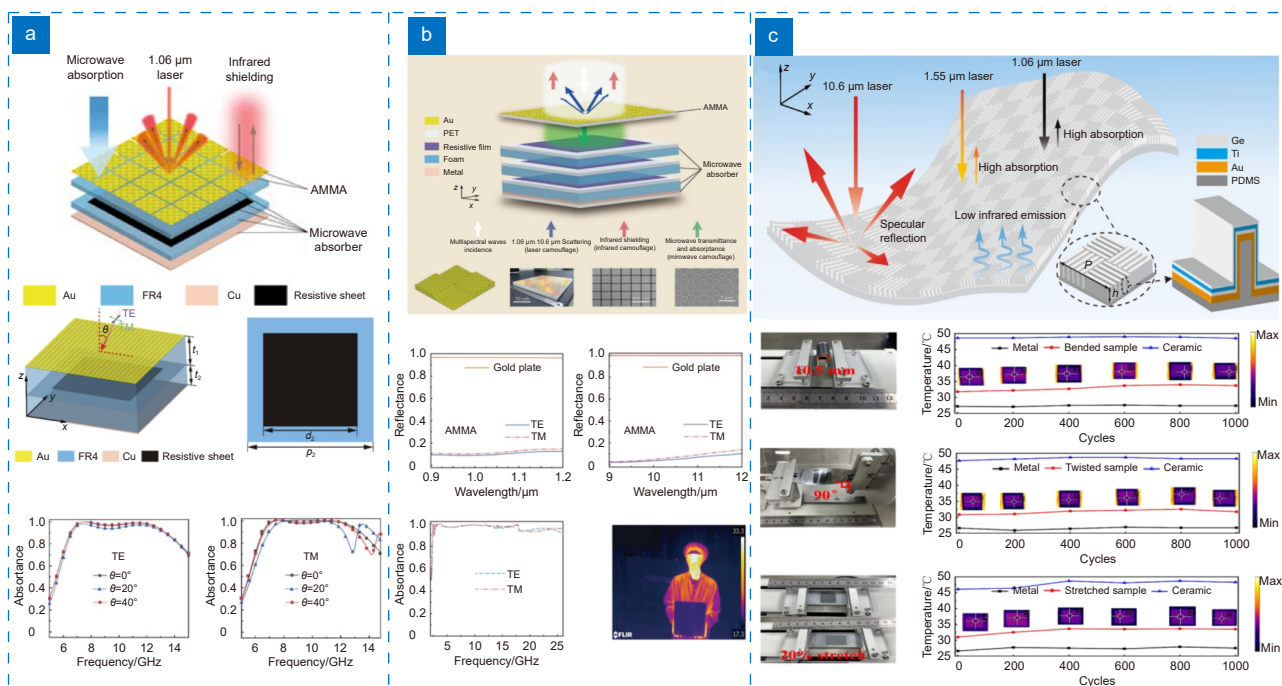 a
Microwave
absorption
1.06 μm
laser
Infrared
shielding
AMMA
Microwave
absorber
Au
FR4
Cu
Resistive sheet
TE
TM
θ
t₁
t₂
z
y
x
d₂
p₂
Au
FR4
Cu
Resistive sheet
Absortance
1.0
0.8
0.6
0.4
0.2
0
TE
θ=0°
θ=20°
θ=40°
6 8 10 12 14
Frequency/GHz
Absortance
1.0
0.8
0.6
0.4
0.2
0
TM
θ=0°
θ=20°
θ=40°
6 8 10 12 14
Frequency/GHz
b
AMMA
Au
PET
Resistive film
Foam
Metal
Microwave
absorber
z
y
x
Multispectral waves
incidence
1.06 μm,10.6 μm Scattering
(laser camouflage)
Infrared shielding
(infrared camouflage)
Microwave transmittance
and absorptance
(mirowave camouflage)
Reflectance
1.0
0.8
0.6
0.4
0.2
0
Gold plate
AMMA
TE
TM
0.9 1.0 1.1 1.2
Wavelength/μm
Reflectance
1.0
0.8
0.6
0.4
0.2
0
Gold plate
AMMA
TE
TM
9 10 11 12
Wavelength/μm
Absortance
1.0
0.8
0.6
0.4
0.2
0
TE
TM
5 10 15 20 25
Frequency/GHz
33.3
17.3
FLIR
c
z
y
x
10.6 μm laser
1.55 μm laser
1.06 μm laser
High absorption
High absorption
Specular
reflection
Low infrared emission
P
h
Ge
Ti
Au
PDMS
10.5 mm
Temperature/℃
50
45
40
35
30
25
Metal
Bended sample
Ceramic
0 200 400 600 800 1000
Cycles
Max
Min
90°
Temperature/℃
50
45
40
35
30
25
Metal
Twisted sample
Ceramic
0 200 400 600 800 1000
Cycles
Max
Min
20% stretch
Temperature/℃
50
45
40
35
30
25
Metal
Stretched sample
Ceramic
0 200 400 600 800 1000
Cycles
Max
Min